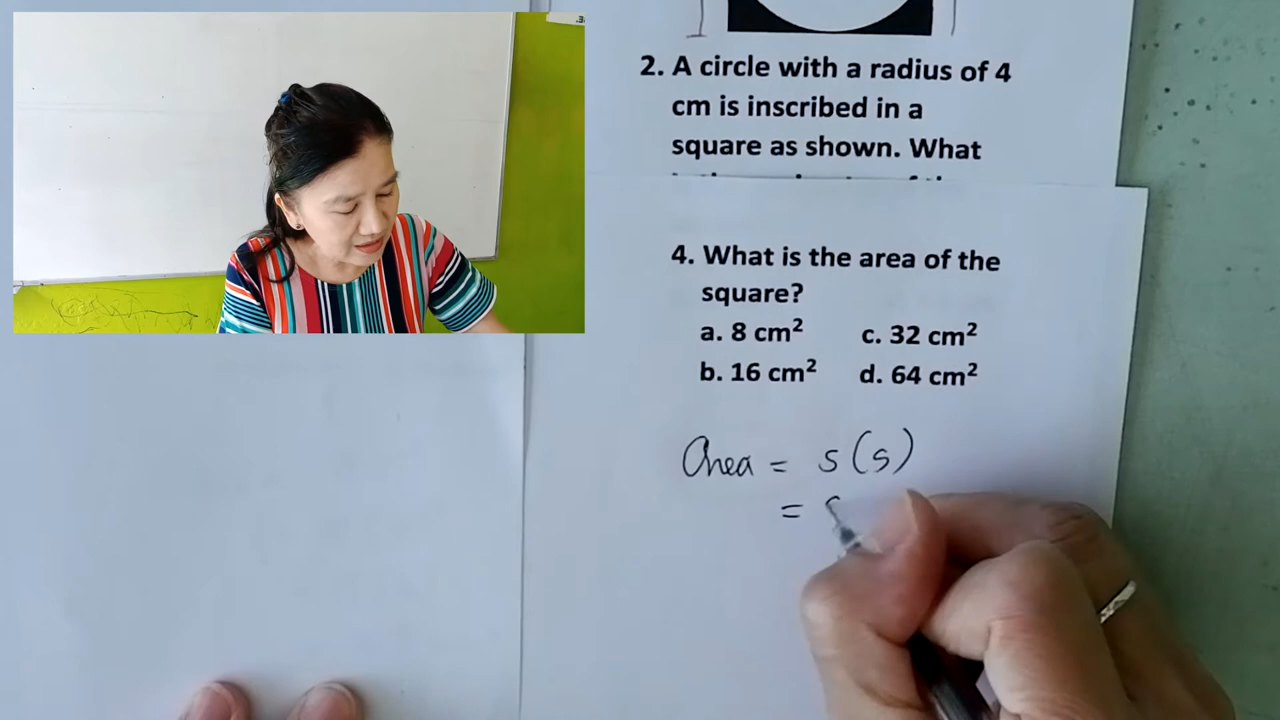 2. A circle with a radius of 4
cm is inscribed in a
square as shown. What
4. What is the area of the
square?
a. 8 cm² c. 32 cm²
b. 16 cm² d. 64 cm²
Area = s(s)
=